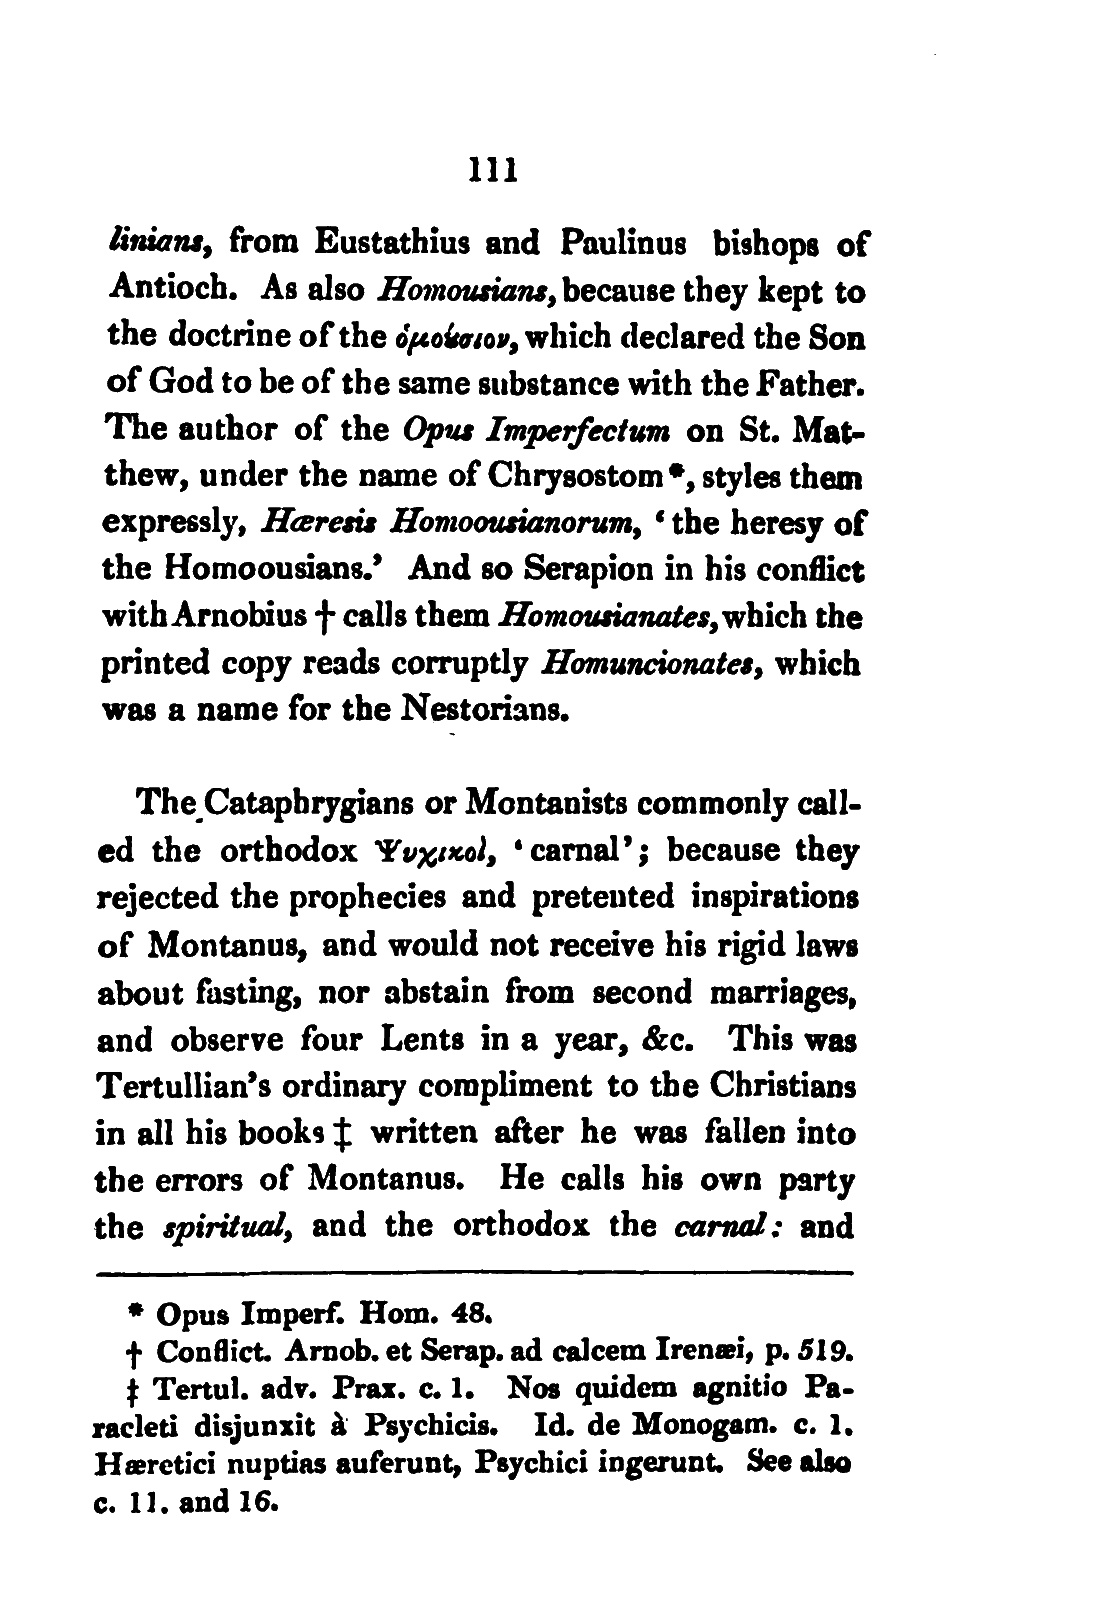 111
linians, from Eustathius and Paulinus bishops of
Antioch. As also Homousians, because they kept to
the doctrine of the ὁμοȣ́σιον, which declared the Son
of God to be of the same substance with the Father.
The author of the Opus Imperfectum on St. Mat-
thew, under the name of Chrysostom*, styles them
expressly, Hæresis Homoousianorum, ‘the heresy of
the Homoousians.’ And so Serapion in his conflict
with Arnobius † calls them Homousianates, which the
printed copy reads corruptly Homuncionates, which
was a name for the Nestorians.
The Cataphrygians or Montanists commonly call-
ed the orthodox Ψυχικοὶ, ‘carnal’; because they
rejected the prophecies and pretented inspirations
of Montanus, and would not receive his rigid laws
about fasting, nor abstain from second marriages,
and observe four Lents in a year, &c. This was
Tertullian’s ordinary compliment to the Christians
in all his books ‡ written after he was fallen into
the errors of Montanus. He calls his own party
the spiritual, and the orthodox the carnal: and
* Opus Imperf. Hom. 48.
† Conflict. Arnob. et Serap. ad calcem Irenæi, p. 519.
‡ Tertul. adv. Prax. c. 1. Nos quidem agnitio Pa-
racleti disjunxit à Psychicis. Id. de Monogam. c. 1.
Hæretici nuptias auferunt, Psychici ingerunt. See also
c. 11. and 16.